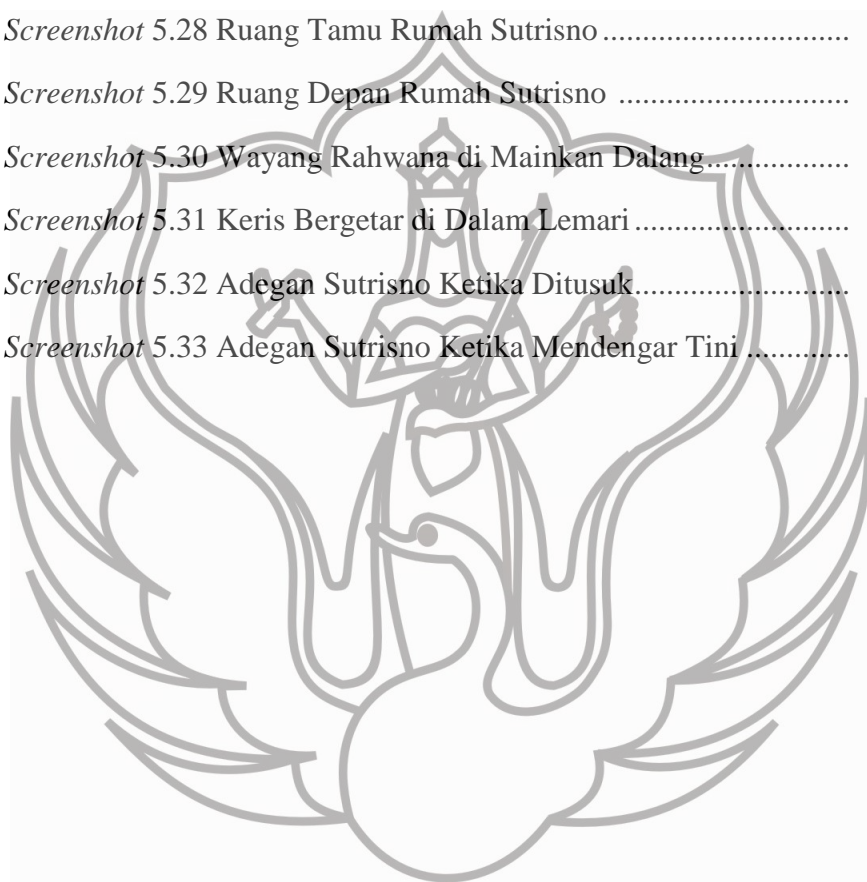 Screenshot 5.28 Ruang Tamu Rumah Sutrisno ..............................
Screenshot 5.29 Ruang Depan Rumah Sutrisno ............................
Screenshot 5.30 Wayang Rahwana di Mainkan Dalang.................
Screenshot 5.31 Keris Bergetar di Dalam Lemari ..........................
Screenshot 5.32 Adegan Sutrisno Ketika Ditusuk..........................
Screenshot 5.33 Adegan Sutrisno Ketika Mendengar Tini .............